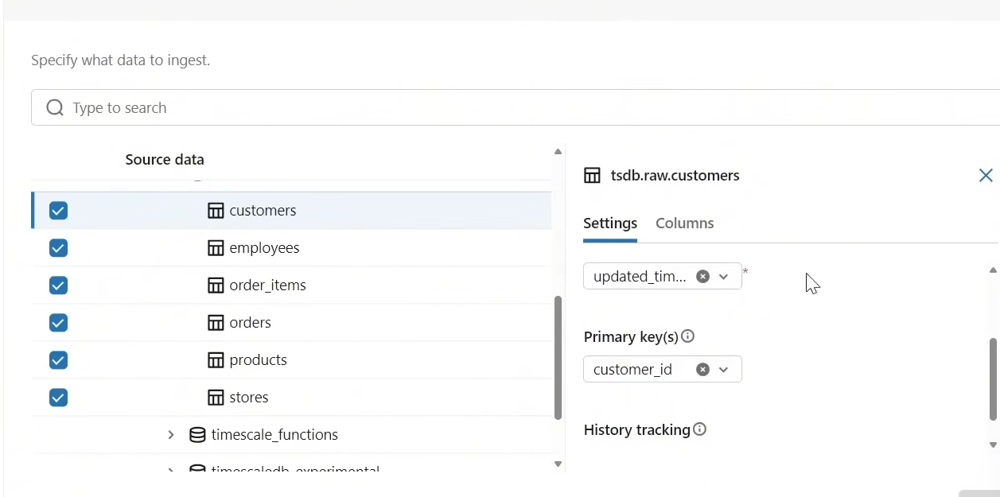 Specify what data to ingest.
Type to search
Source data
customers
employees
order_items
orders
products
stores
timescale_functions
timescaledb_experimental
tsdb.raw.customers
Settings Columns
updated_tim... *
Primary key(s)
customer_id
History tracking